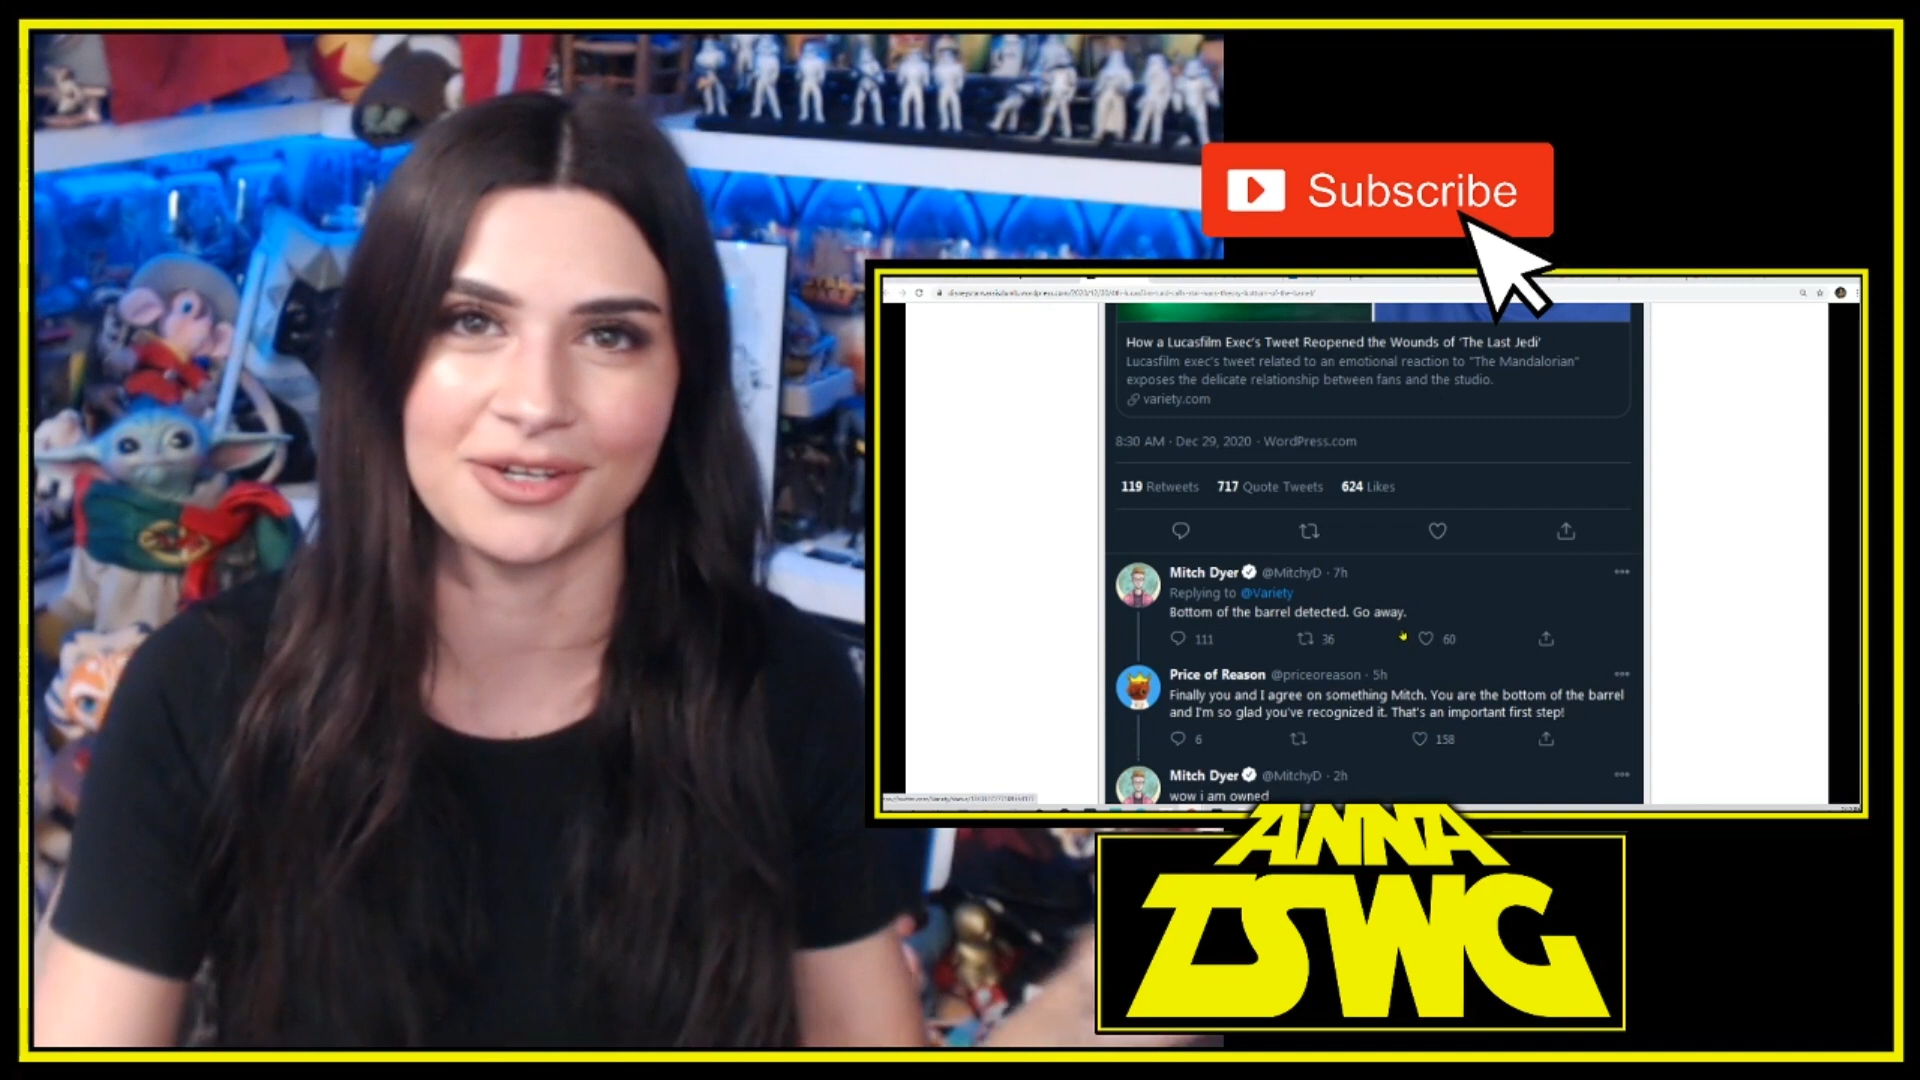 Subscribe
How a Lucasfilm Exec's Tweet Reopened the Wounds of 'The Last Jedi'
Lucasfilm exec's tweet related to an emotional reaction to "The Mandalorian"
exposes the delicate relationship between fans and the studio.
variety.com
8:30 AM · Dec 29, 2020 · WordPress.com
119 Retweets 717 Quote Tweets 624 Likes
Mitch Dyer @MitchyD · 7h
Replying to @Variety
Bottom of the barrel detected. Go away.
111 36 60
Price of Reason @priceoreason · 5h
Finally you and I agree on something Mitch. You are the bottom of the barrel
and I'm so glad you've recognized it. That's an important first step!
6 158
Mitch Dyer @MitchyD · 2h
wow i am owned
ANNA
TSWG